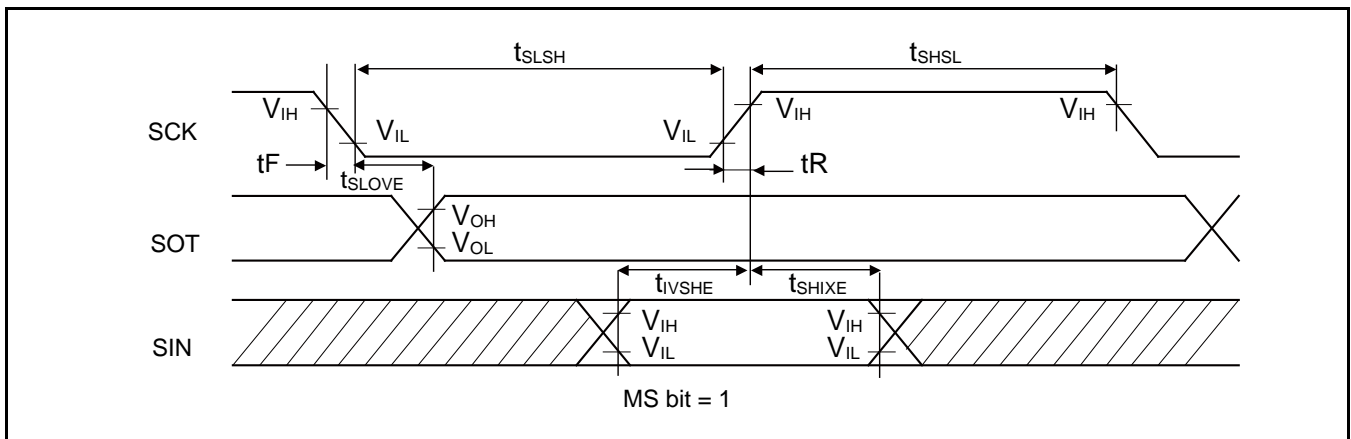 tSLSH tSHSL
SCK VIH VIL VIL VIH VIH
tF tSLOVE tR
SOT VOH VOL
tIVSHE tSHIXE
SIN VIH VIL VIH VIL
MS bit = 1